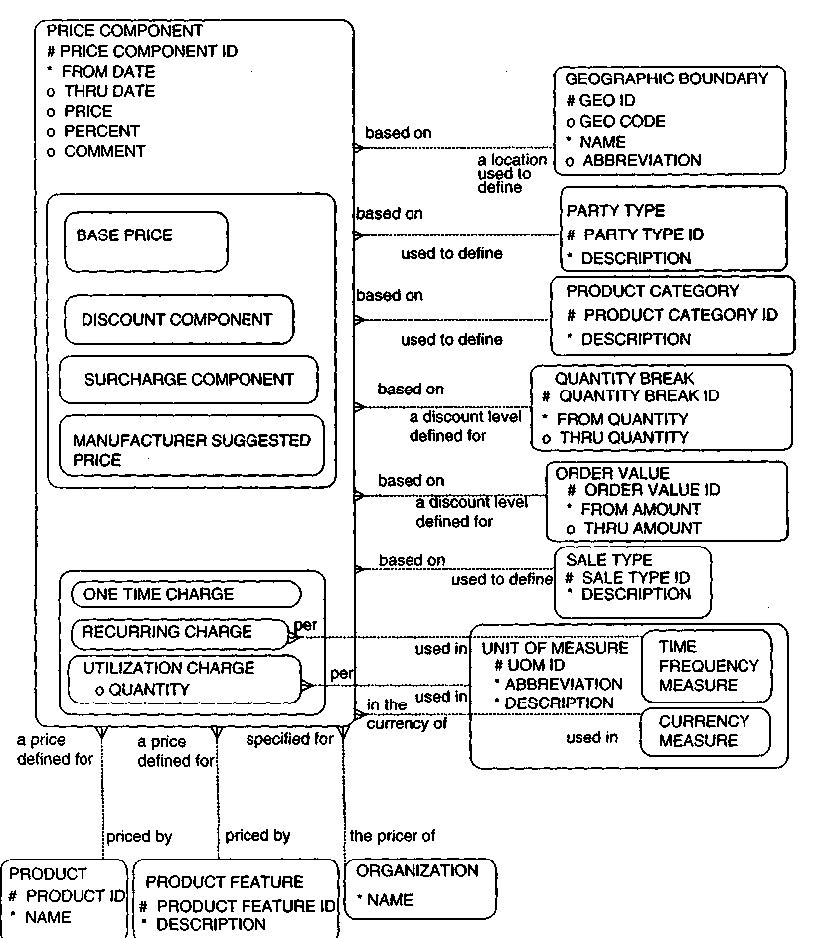 PRICE COMPONENT
# PRICE COMPONENT ID
* FROM DATE
o THRU DATE
o PRICE
o PERCENT
o COMMENT
GEOGRAPHIC BOUNDARY
# GEO ID
o GEO CODE
* NAME
o ABBREVIATION
based on
a location
used to
define
BASE PRICE
based on
used to define
PARTY TYPE
# PARTY TYPE ID
* DESCRIPTION
DISCOUNT COMPONENT
based on
used to define
PRODUCT CATEGORY
# PRODUCT CATEGORY ID
* DESCRIPTION
SURCHARGE COMPONENT
based on
a discount level
defined for
QUANTITY BREAK
# QUANTITY BREAK ID
* FROM QUANTITY
o THRU QUANTITY
MANUFACTURER SUGGESTED
PRICE
based on
a discount level
defined for
ORDER VALUE
# ORDER VALUE ID
* FROM AMOUNT
o THRU AMOUNT
based on
used to define
SALE TYPE
# SALE TYPE ID
* DESCRIPTION
ONE TIME CHARGE
RECURRING CHARGE
per
used in
UTILIZATION CHARGE
o QUANTITY
per
used in
UNIT OF MEASURE
# UOM ID
* ABBREVIATION
* DESCRIPTION
TIME
FREQUENCY
MEASURE
in the
currency of
used in
CURRENCY
MEASURE
a price
defined for
a price
defined for
specified for
priced by
priced by
the pricer of
PRODUCT
# PRODUCT ID
* NAME
PRODUCT FEATURE
# PRODUCT FEATURE ID
* DESCRIPTION
ORGANIZATION
* NAME